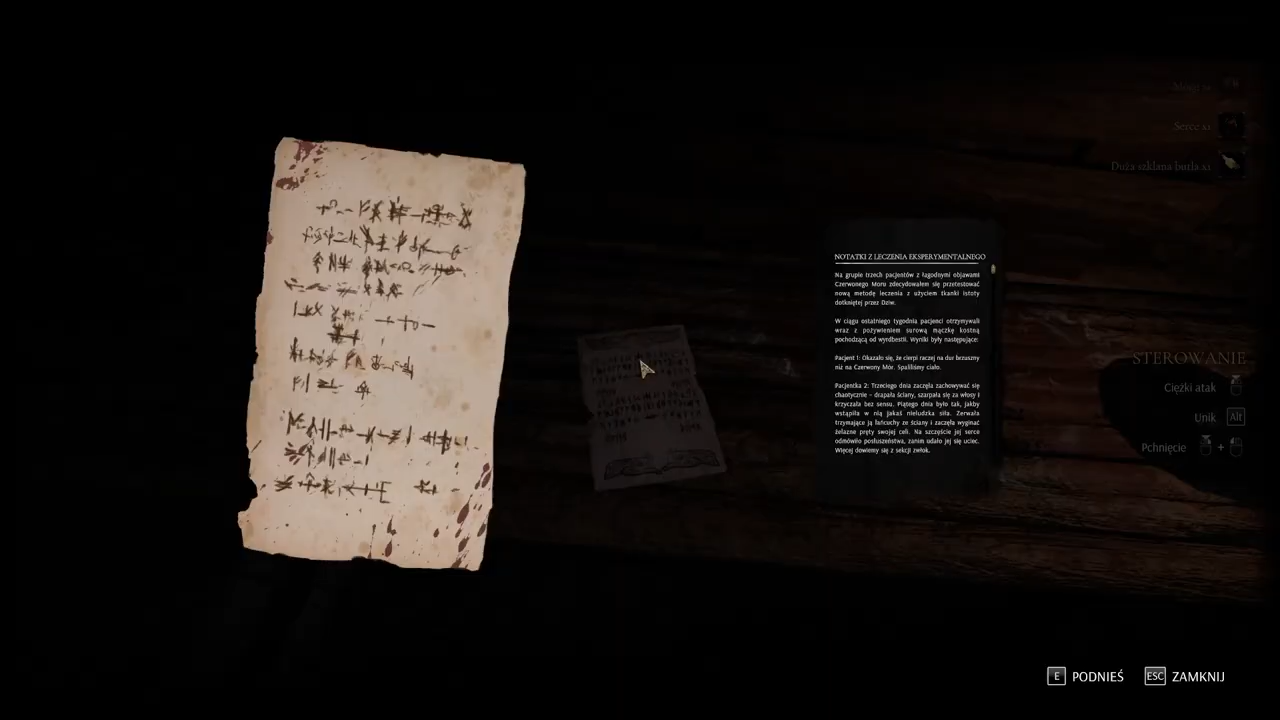 Serce x1
Duża szklana butla x1
NOTATKI Z LECZENIA EKSPERYMENTALNEGO
Na grupie trzech pacjentów z łagodnymi objawami
Czerwonego Moru zdecydowałem się przetestować
nową metodę leczenia z użyciem tkanki istoty
dotkniętej przez Dziw.
W ciągu ostatniego tygodnia pacjenci otrzymywali
wraz z pożywieniem surową mączkę kostną
pochodzącą od wyrdbestii. Wyniki były następujące:
Pacjent 1: Okazało się, że cierpi raczej na dur brzuszny
niż na Czerwony Mór. Spaliliśmy ciało.
Pacjentka 2: Trzeciego dnia zaczęła zachowywać się
chaotycznie – drapała ściany, szarpała się za włosy i
krzyczała bez sensu. Piątego dnia było tak, jakby
wstąpiła w nią jakaś nieludzka siła. Zerwała
trzymające ją łańcuchy ze ściany i zaczęła wyginać
żelazne pręty swojej celi. Na szczęście jej serce
odmówiło posłuszeństwa, zanim udało jej się uciec.
Więcej dowiemy się z sekcji zwłok.
STEROWANIE
Ciężki atak
Unik Alt
Pchnięcie +
E PODNIEŚ ESC ZAMKNIJ